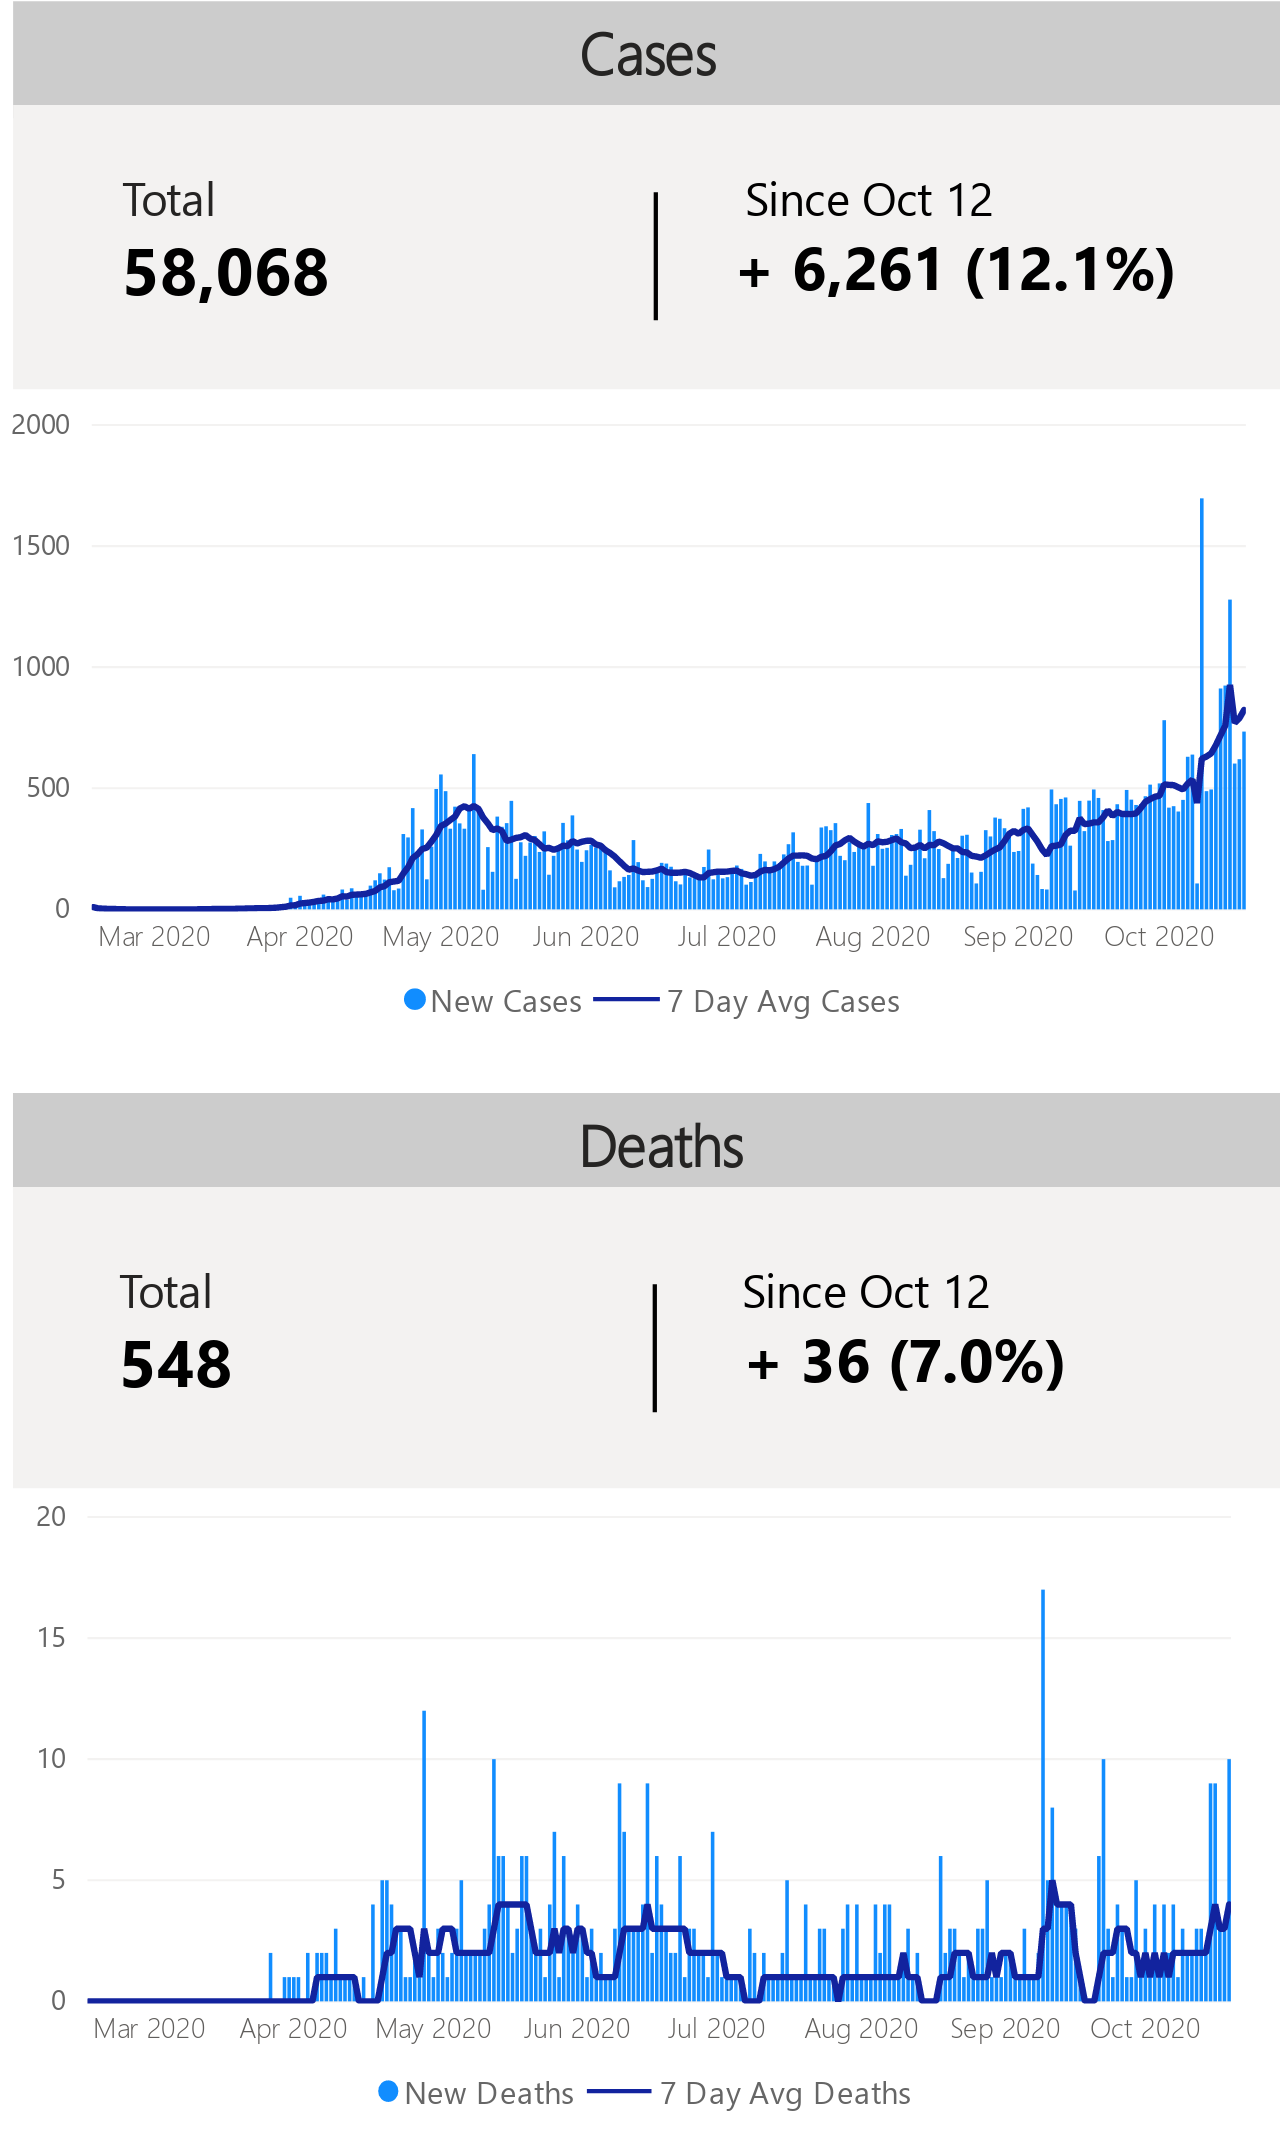 Cases
Total
Since Oct 12
58,068
+ 6,261 (12.1%)
2000
1500
1000
500
0
Mar 2020 Apr 2020 May 2020 Jun 2020 Jul 2020 Aug 2020 Sep 2020 Oct 2020
New Cases 7 Day Avg Cases
Deaths
Total
Since Oct 12
548
+ 36 (7.0%)
20
15
10
5
0
Mar 2020 Apr 2020 May 2020 Jun 2020 Jul 2020 Aug 2020 Sep 2020 Oct 2020
New Deaths 7 Day Avg Deaths